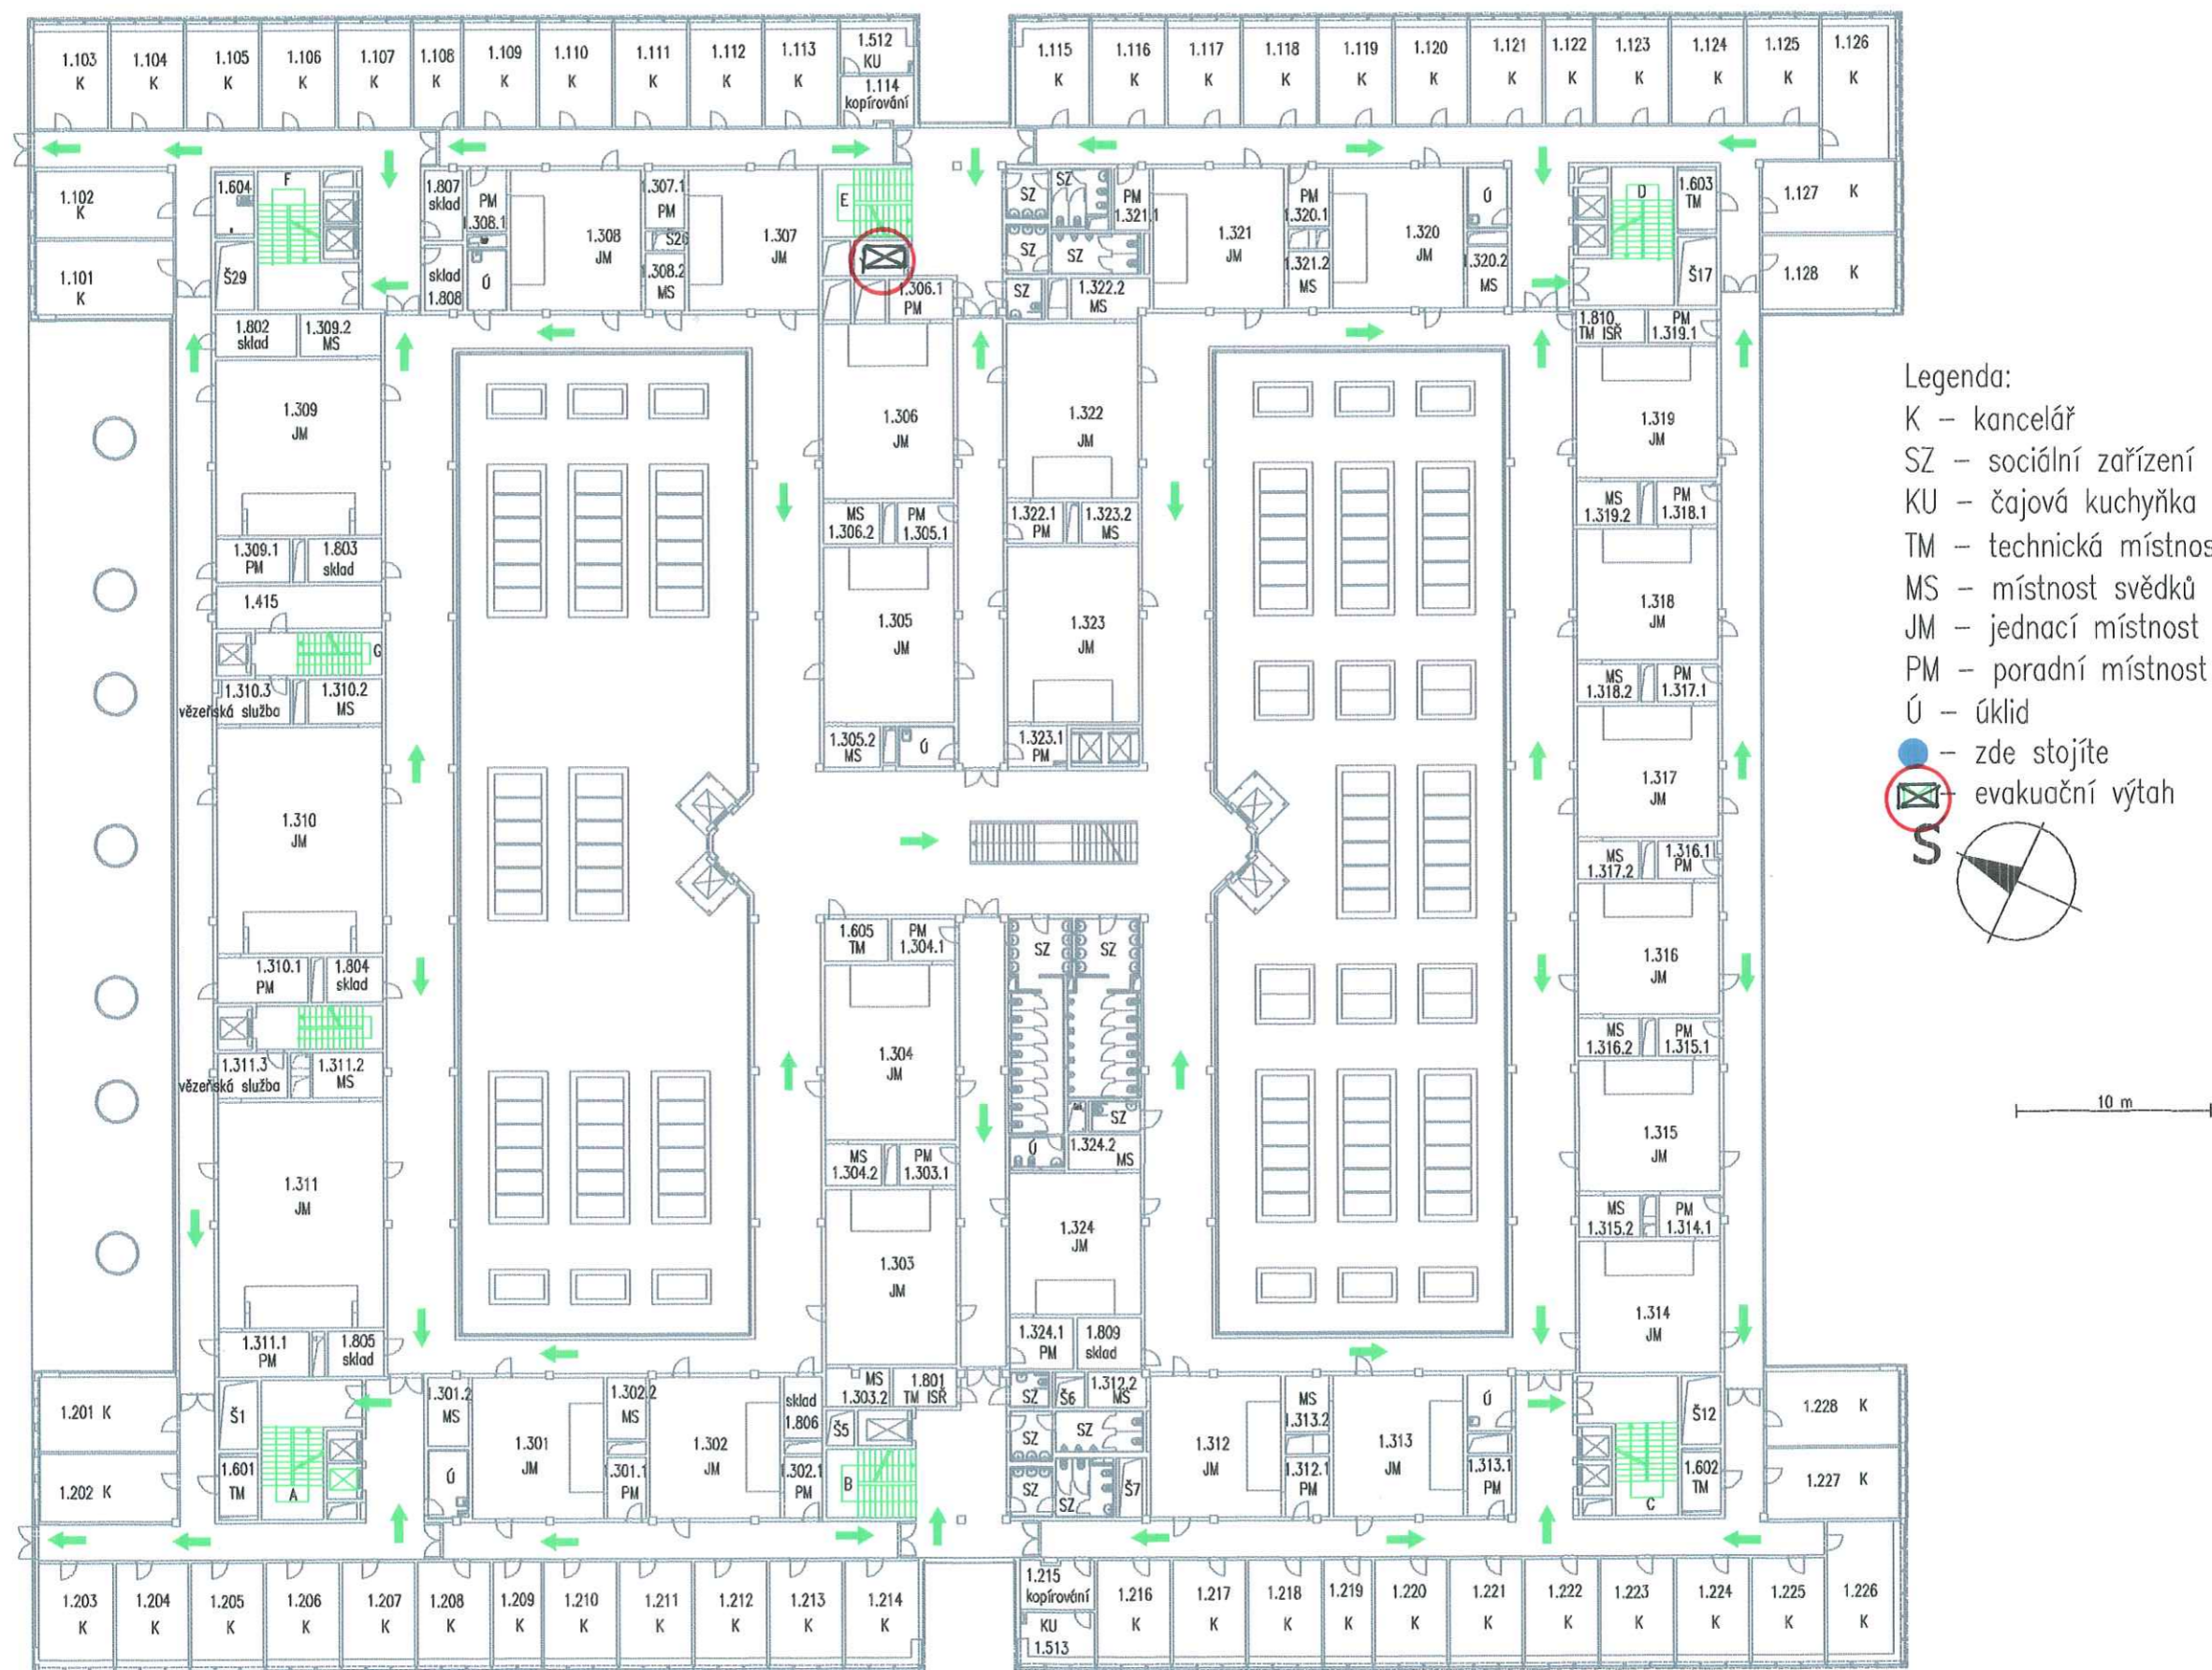 1.103
K
1.104
K
1.105
K
1.106
K
1.107
K
1.108
K
1.109
K
1.110
K
1.111
K
1.112
K
1.113
K
1.512
KU
1.114
kopírování
1.115
K
1.116
K
1.117
K
1.118
K
1.119
K
1.120
K
1.121
K
1.122
K
1.123
K
1.124
K
1.125
K
1.126
K
1.102
K
1.101
K
1.604
F
Š29
1.807
sklad
sklad
1.808
PM
1.308.1
Ú
1.308
JM
1.307.1
PM
Š26
1.308.2
MS
1.307
JM
E
1.306.1
PM
SZ
SZ
SZ
SZ
SZ
PM
1.321.1
1.322.2
MS
1.321
JM
PM
1.320.1
1.321.2
MS
1.320
JM
Ú
1.320.2
MS
D
1.603
TM
Š17
1.127 K
1.128 K
1.802
sklad
1.309.2
MS
1.309
JM
1.309.1
PM
1.803
sklad
1.415
G
1.310.3
vězeňská služba
1.310.2
MS
1.310
JM
1.310.1
PM
1.804
sklad
1.311.3
vězeňská služba
1.311.2
MS
1.311
JM
1.311.1
PM
1.805
sklad
1.306
JM
MS
1.306.2
PM
1.305.1
1.305
JM
1.305.2
MS
Ú
1.322
JM
1.322.1
PM
1.323.2
MS
1.323
JM
1.323.1
PM
1.605
TM
PM
1.304.1
1.304
JM
MS
1.304.2
PM
1.303.1
1.303
JM
MS
1.303.2
1.801
TM ISŘ
SZ
SZ
SZ
Ú
1.324.2
MS
1.324
JM
1.324.1
PM
1.809
sklad
1.810
TM ISŘ
PM
1.319.1
1.319
JM
MS
1.319.2
PM
1.318.1
1.318
JM
MS
1.318.2
PM
1.317.1
1.317
JM
MS
1.317.2
1.316.1
PM
1.316
JM
MS
1.316.2
PM
1.315.1
1.315
JM
MS
1.315.2
PM
1.314.1
1.314
JM
Legenda:
K – kancelář
SZ – sociální zařízení
KU – čajová kuchyňka
TM – technická místnos
MS – místnost svědků
JM – jednací místnost
PM – poradní místnost
Ú – úklid
– zde stojíte
– evakuační výtah
S
10 m
1.201 K
1.202 K
Š1
1.601
TM
A
1.301.2
MS
Ú
1.301
JM
1.302.2
MS
1.301.1
PM
1.302
JM
sklad
1.806
1.302.1
PM
Š5
B
SZ
Š6
1.312.2
MS
SZ
SZ
SZ
SZ
Š7
1.312
JM
MS
1.313.2
1.312.1
PM
1.313
JM
Ú
1.313.1
PM
C
Š12
1.602
TM
1.228 K
1.227 K
1.203
K
1.204
K
1.205
K
1.206
K
1.207
K
1.208
K
1.209
K
1.210
K
1.211
K
1.212
K
1.213
K
1.214
K
1.215
kopírování
KU
1.513
1.216
K
1.217
K
1.218
K
1.219
K
1.220
K
1.221
K
1.222
K
1.223
K
1.224
K
1.225
K
1.226
K